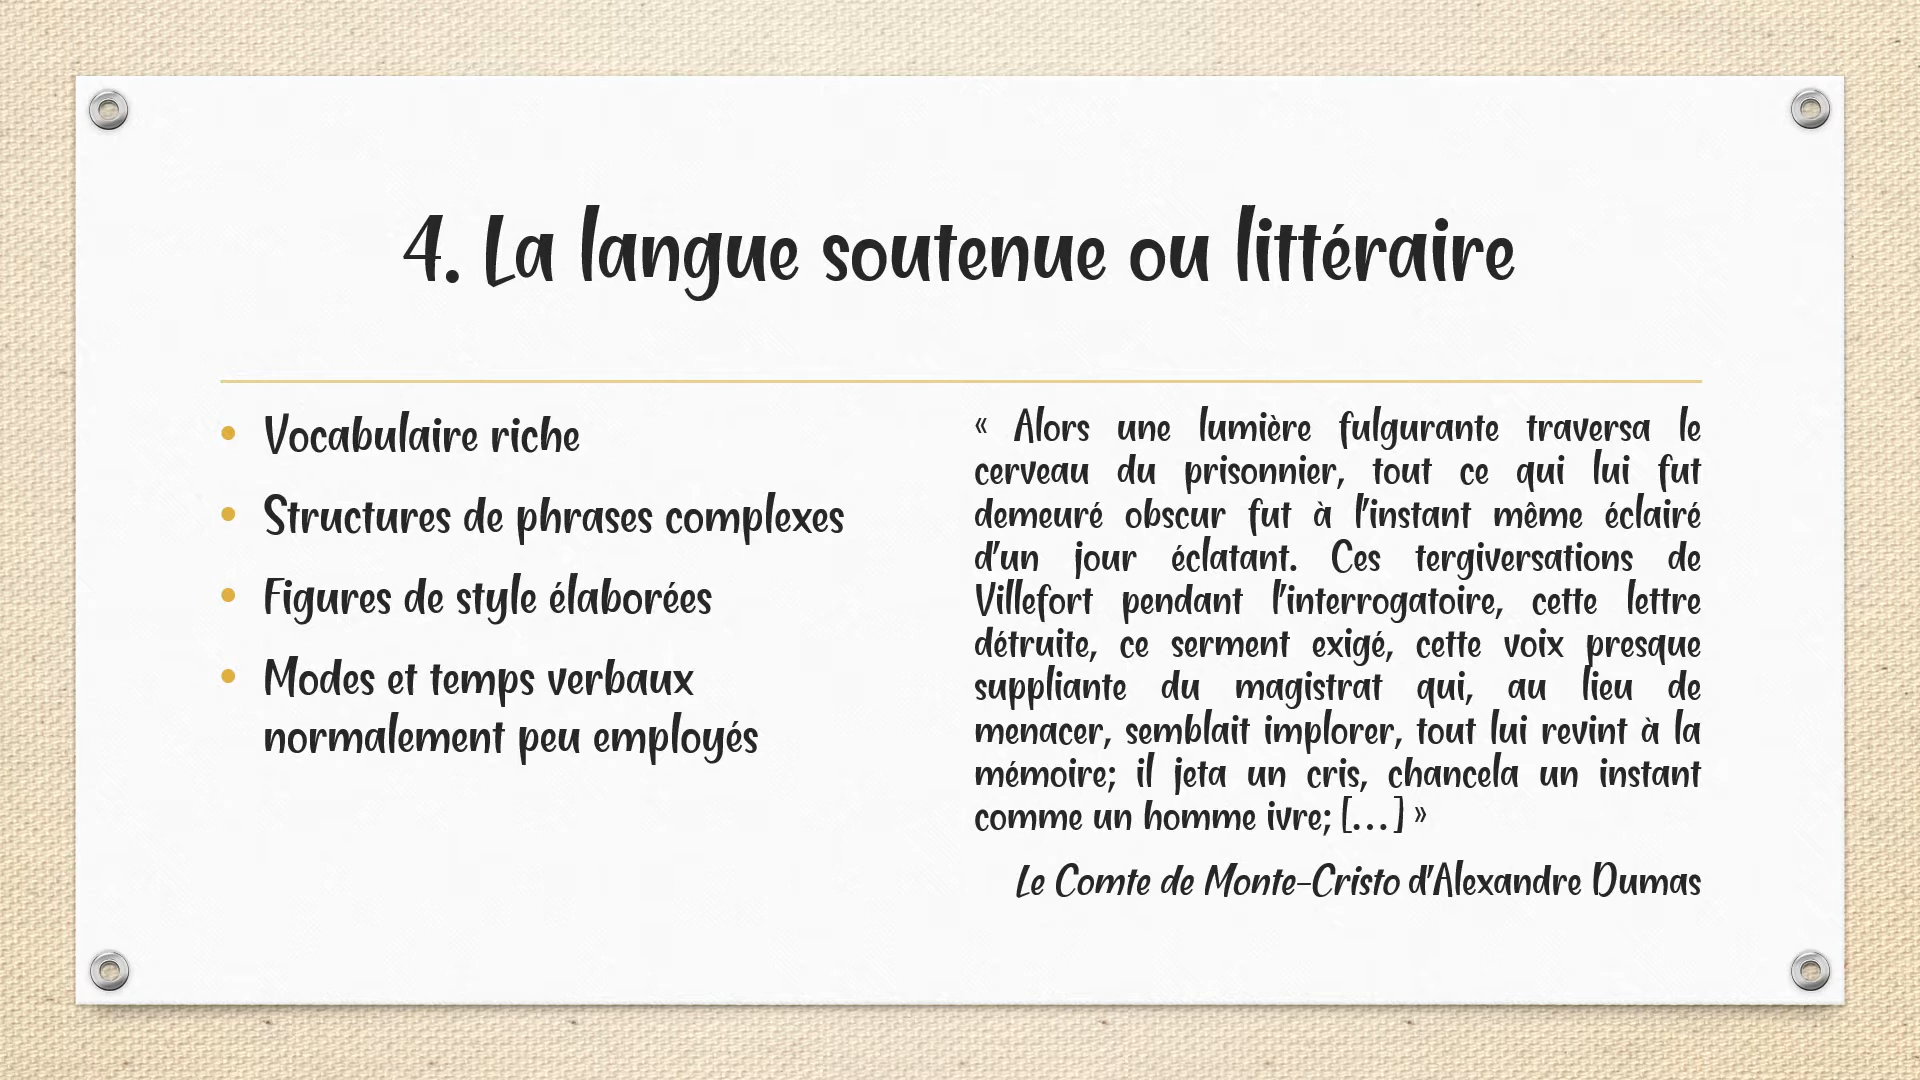 4. La langue soutenue ou littéraire
• Vocabulaire riche
• Structures de phrases complexes
• Figures de style élaborées
• Modes et temps verbaux
normalement peu employés
« Alors une lumière fulgurante traversa le
cerveau du prisonnier, tout ce qui lui fut
demeuré obscur fut à l'instant même éclairé
d'un jour éclatant. Ces tergiversations de
Villefort pendant l'interrogatoire, cette lettre
détruite, ce serment exigé, cette voix presque
suppliante du magistrat qui, au lieu de
menacer, semblait implorer, tout lui revint à la
mémoire; il jeta un cris, chancela un instant
comme un homme ivre; […] »
Le Comte de Monte-Cristo d'Alexandre Dumas